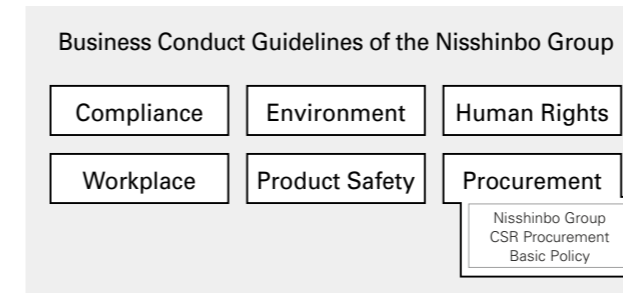 Business Conduct Guidelines of the Nisshinbo Group
Compliance
Environment
Human Rights
Workplace
Product Safety
Procurement
Nisshinbo Group
CSR Procurement
Basic Policy